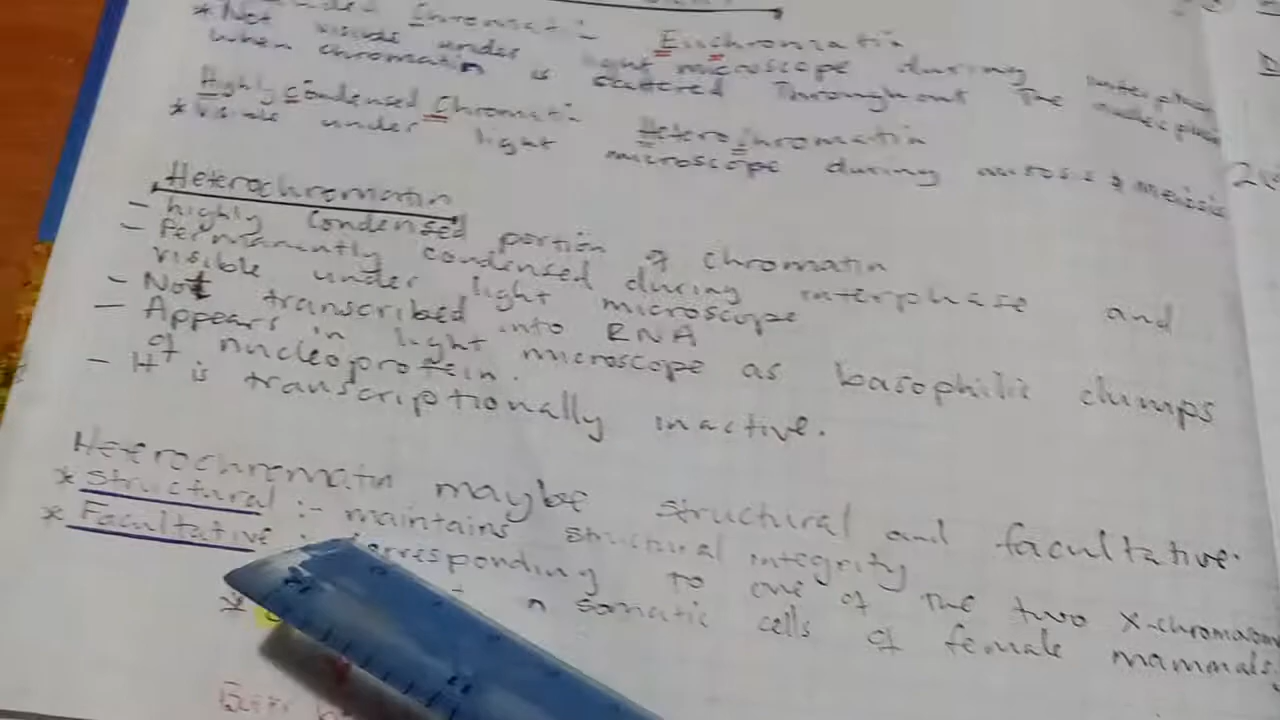 Chromatin Euchromatin
* Not visible under light microscope during interphase
when chromatin is scattered Throughout The
Highly Condensed Chromatin Heterochromatin
* Visible under light microscope during & meisis
Heterochromatin
- highly condensed portion of chromatin
- Permanently condensed during interphase and
visible under light microscope
- Not transcribed into RNA
- Appears in light microscope as basophilic clumps
of nucleoprotein.
- It is transcriptionally inactive.
Heterochromatin maybe structural and facultative.
* Structural :- maintains structural integrity
* Facultative : corresponding to one of The two x-chromosom
* n somatic cells of female mammals.